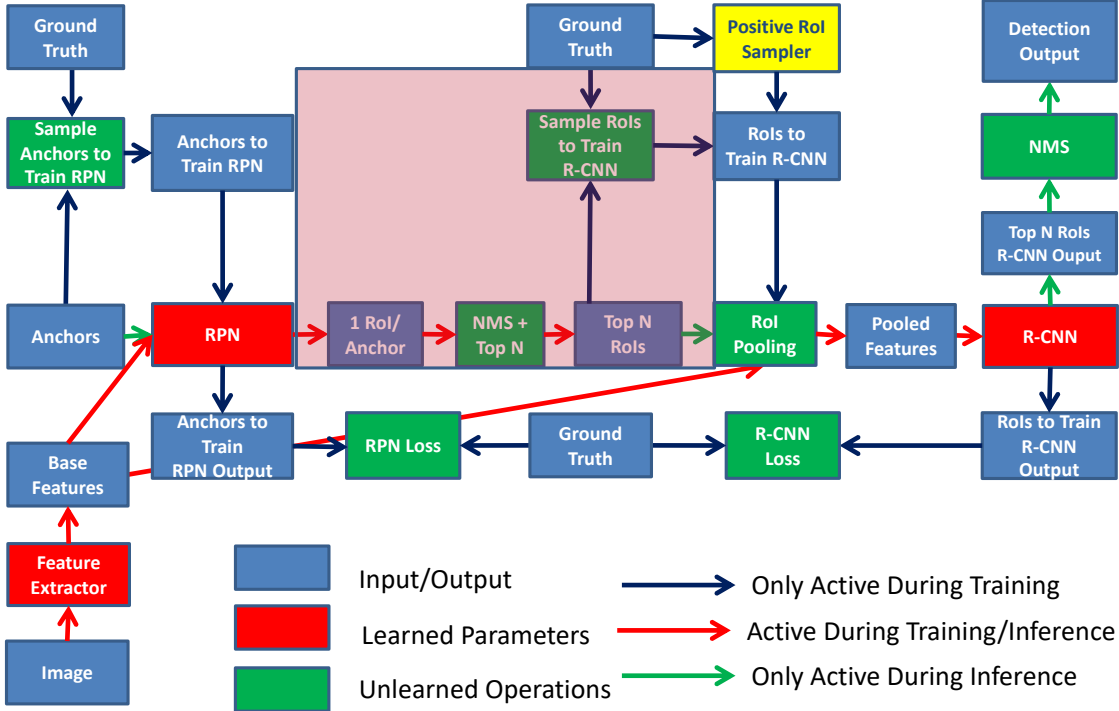 Ground
Truth
Ground
Truth
Positive RoI
Sampler
Detection
Output
Sample
Anchors to
Train RPN
Anchors to
Train RPN
Sample RoIs
to Train
R-CNN
RoIs to
Train R-CNN
NMS
Top N RoIs
R-CNN Ouput
Anchors
RPN
1 RoI/
Anchor
NMS +
Top N
Top N
RoIs
RoI
Pooling
Pooled
Features
R-CNN
Anchors to
Train
RPN Output
RPN Loss
Ground
Truth
R-CNN
Loss
RoIs to Train
R-CNN
Output
Base
Features
Feature
Extractor
Image
Input/Output
Learned Parameters
Unlearned Operations
Only Active During Training
Active During Training/Inference
Only Active During Inference